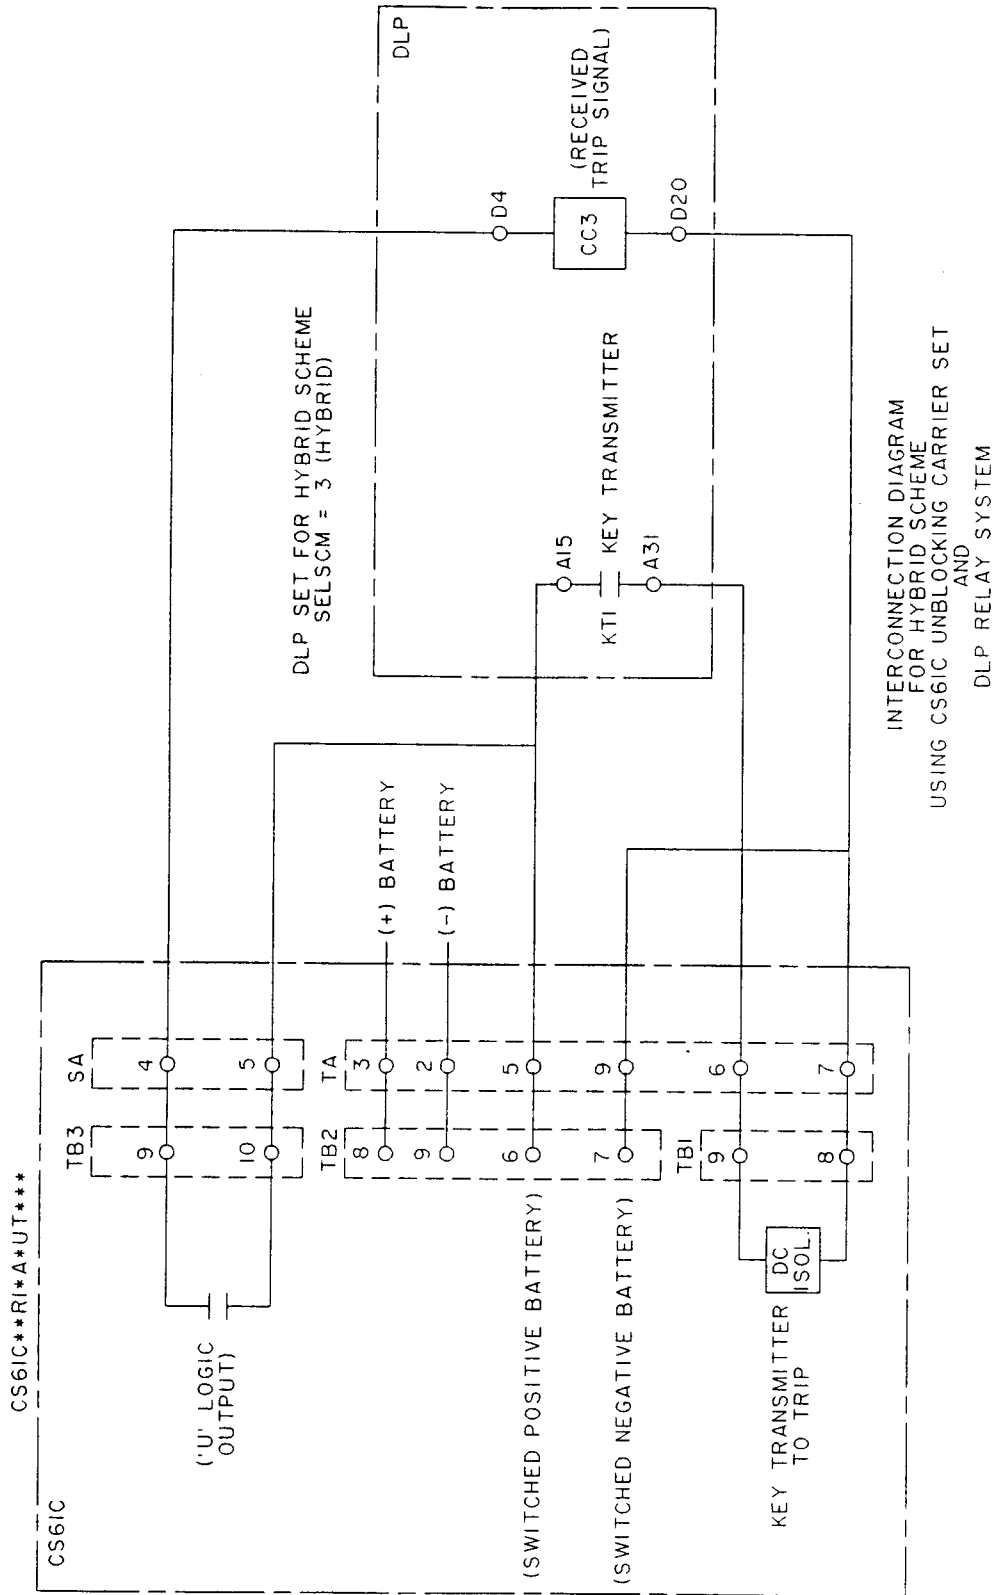 CS61C**R1*A*UT***
CS61C
('U' LOGIC
OUTPUT)
(SWITCHED POSITIVE BATTERY)
(SWITCHED NEGATIVE BATTERY)
KEY TRANSMITTER
TO TRIP
DC
ISOL.
TB3
9
10
TB2
8
9
6
7
TB1
9
8
SA
4
5
TA
3
2
5
9
6
7
(+) BATTERY
(-) BATTERY
DLP SET FOR HYBRID SCHEME
SELSCM = 3 (HYBRID)
DLP
A15
KT1
KEY TRANSMITTER
A31
D4
CC3
(RECEIVED
TRIP SIGNAL)
D20
INTERCONNECTION DIAGRAM
FOR HYBRID SCHEME
USING CS61C UNBLOCKING CARRIER SET
AND
DLP RELAY SYSTEM